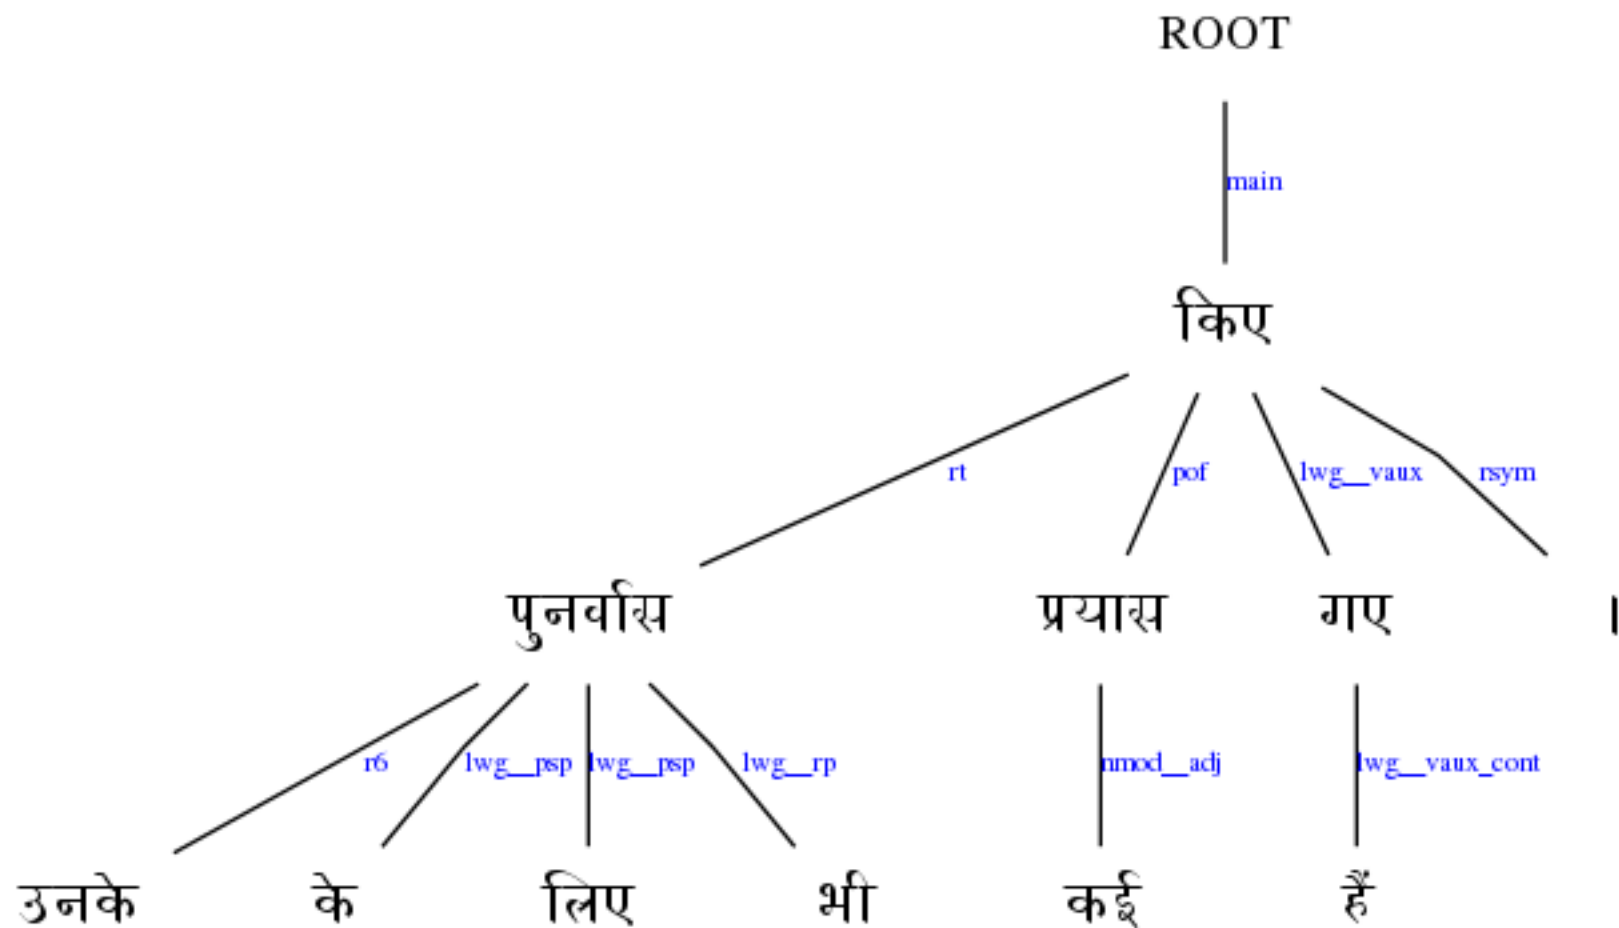 ROOT
main
किए
rt pof lwg__vaux rsym
पुनर्वास प्रयास गए ।
r6 lwg__psp lwg__psp lwg__rp nmod__adj lwg__vaux_cont
उनके के लिए भी कई हैं